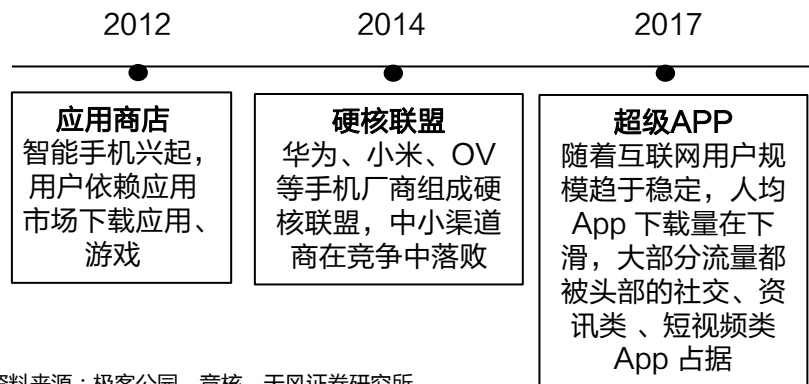 2012
2014
2017
应用商店
智能手机兴起，
用户依赖应用
市场下载应用、
游戏
硬核联盟
华为、小米、OV
等手机厂商组成硬
核联盟，中小渠道
商在竞争中落败
超级APP
随着互联网用户规
模趋于稳定，人均
App 下载量在下
滑，大部分流量都
被头部的社交、资
讯类 、短视频类
App 占据